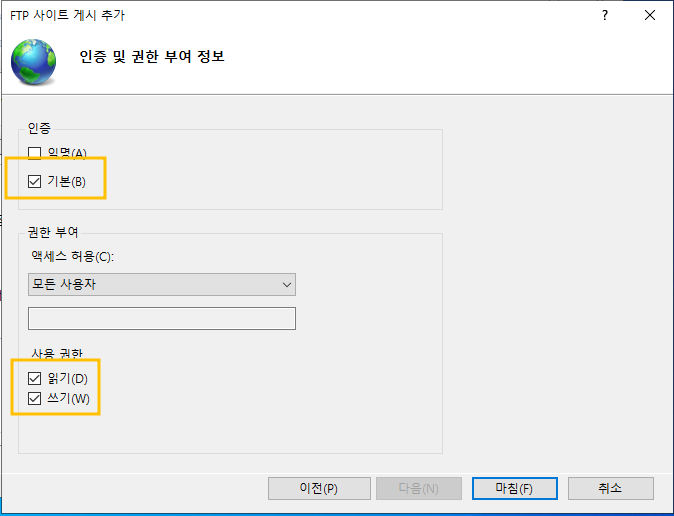 FTP 사이트 게시 추가
인증 및 권한 부여 정보
인증
익명(A)
기본(B)
권한 부여
액세스 허용(C):
모든 사용자
사용 권한
읽기(D)
쓰기(W)
이전(P)
다음(N)
마침(F)
취소